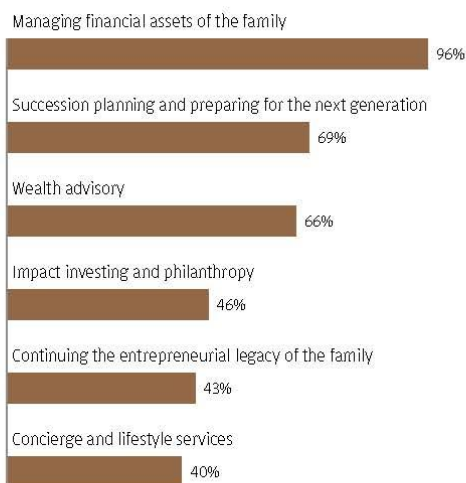 Managing financial assets of the family
96%
Succession planning and preparing for the next generation
69%
Wealth advisory
66%
Impact investing and philanthropy
46%
Continuing the entrepreneurial legacy of the family
43%
Concierge and lifestyle services
40%